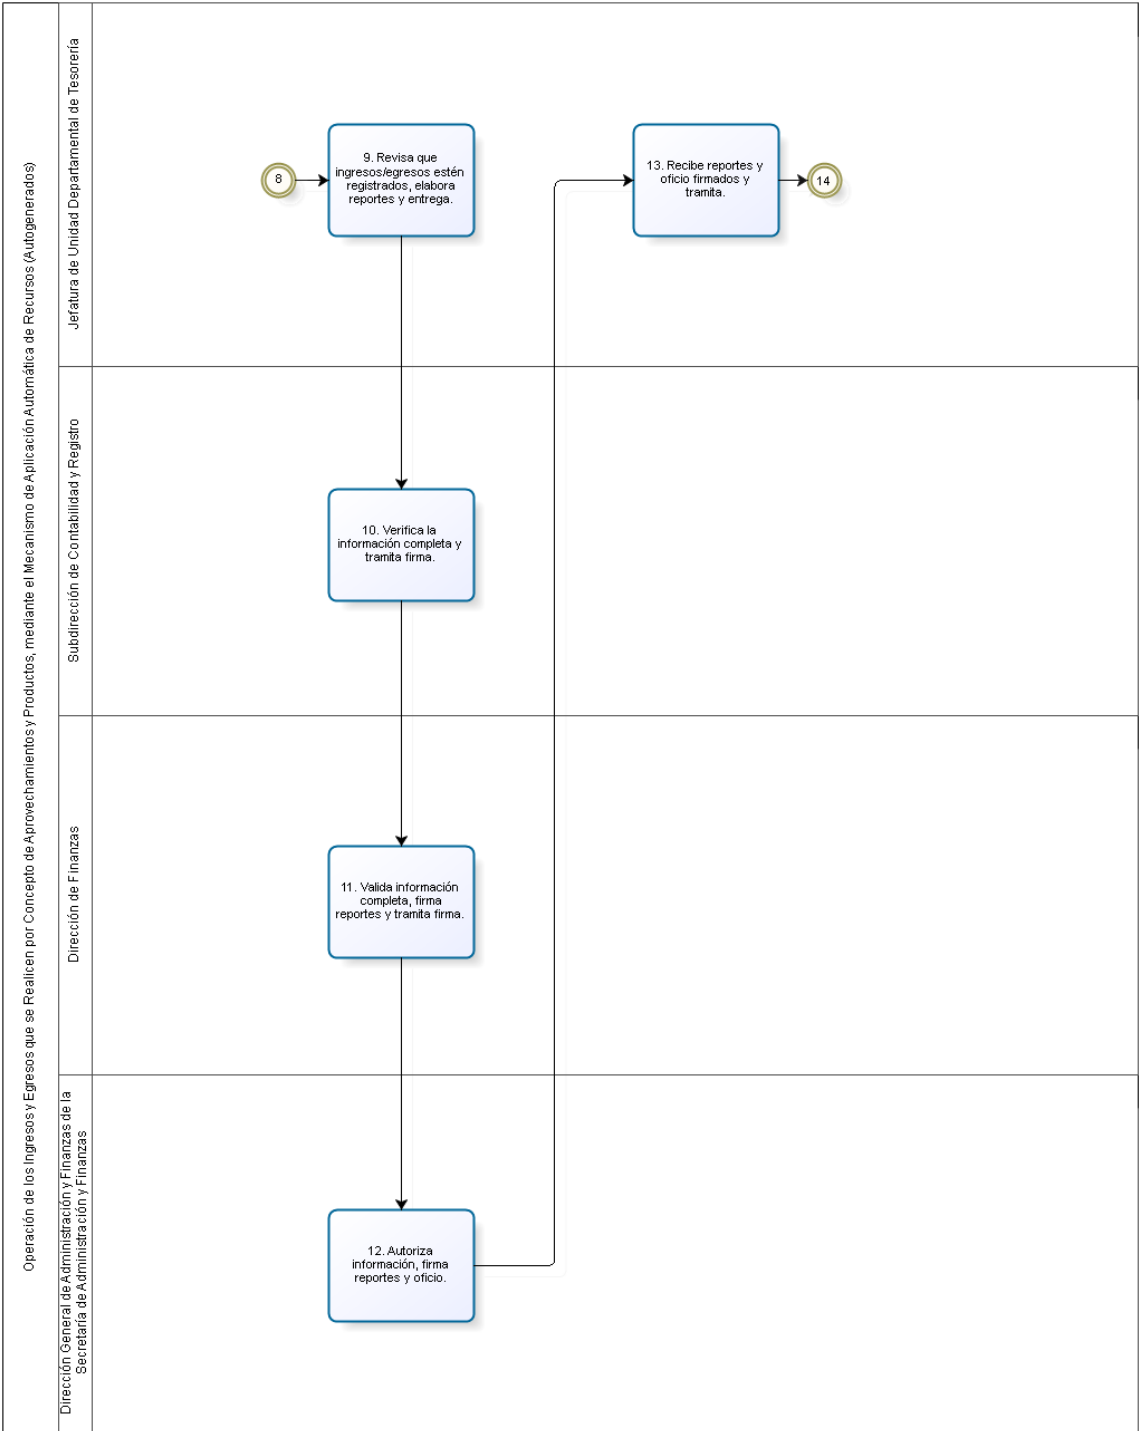 Operación de los Ingresos y Egresos que se Realicen por Concepto de Aprovechamientos y Productos, mediante el Mecanismo de Aplicación Automática de Recursos (Autogenerados)
Jefatura de Unidad Departamental de Tesorería
8
9. Revisa que
ingresos/egresos estén
registrados, elabora
reportes y entrega.
13. Recibe reportes y
oficio firmados y
tramita.
14
Subdirección de Contabilidad y Registro
10. Verifica la
información completa y
tramita firma.
Dirección de Finanzas
11. Valida información
completa, firma
reportes y tramita firma.
Dirección General de Administración y Finanzas de la
Secretaría de Administración y Finanzas
12. Autoriza
información, firma
reportes y oficio.